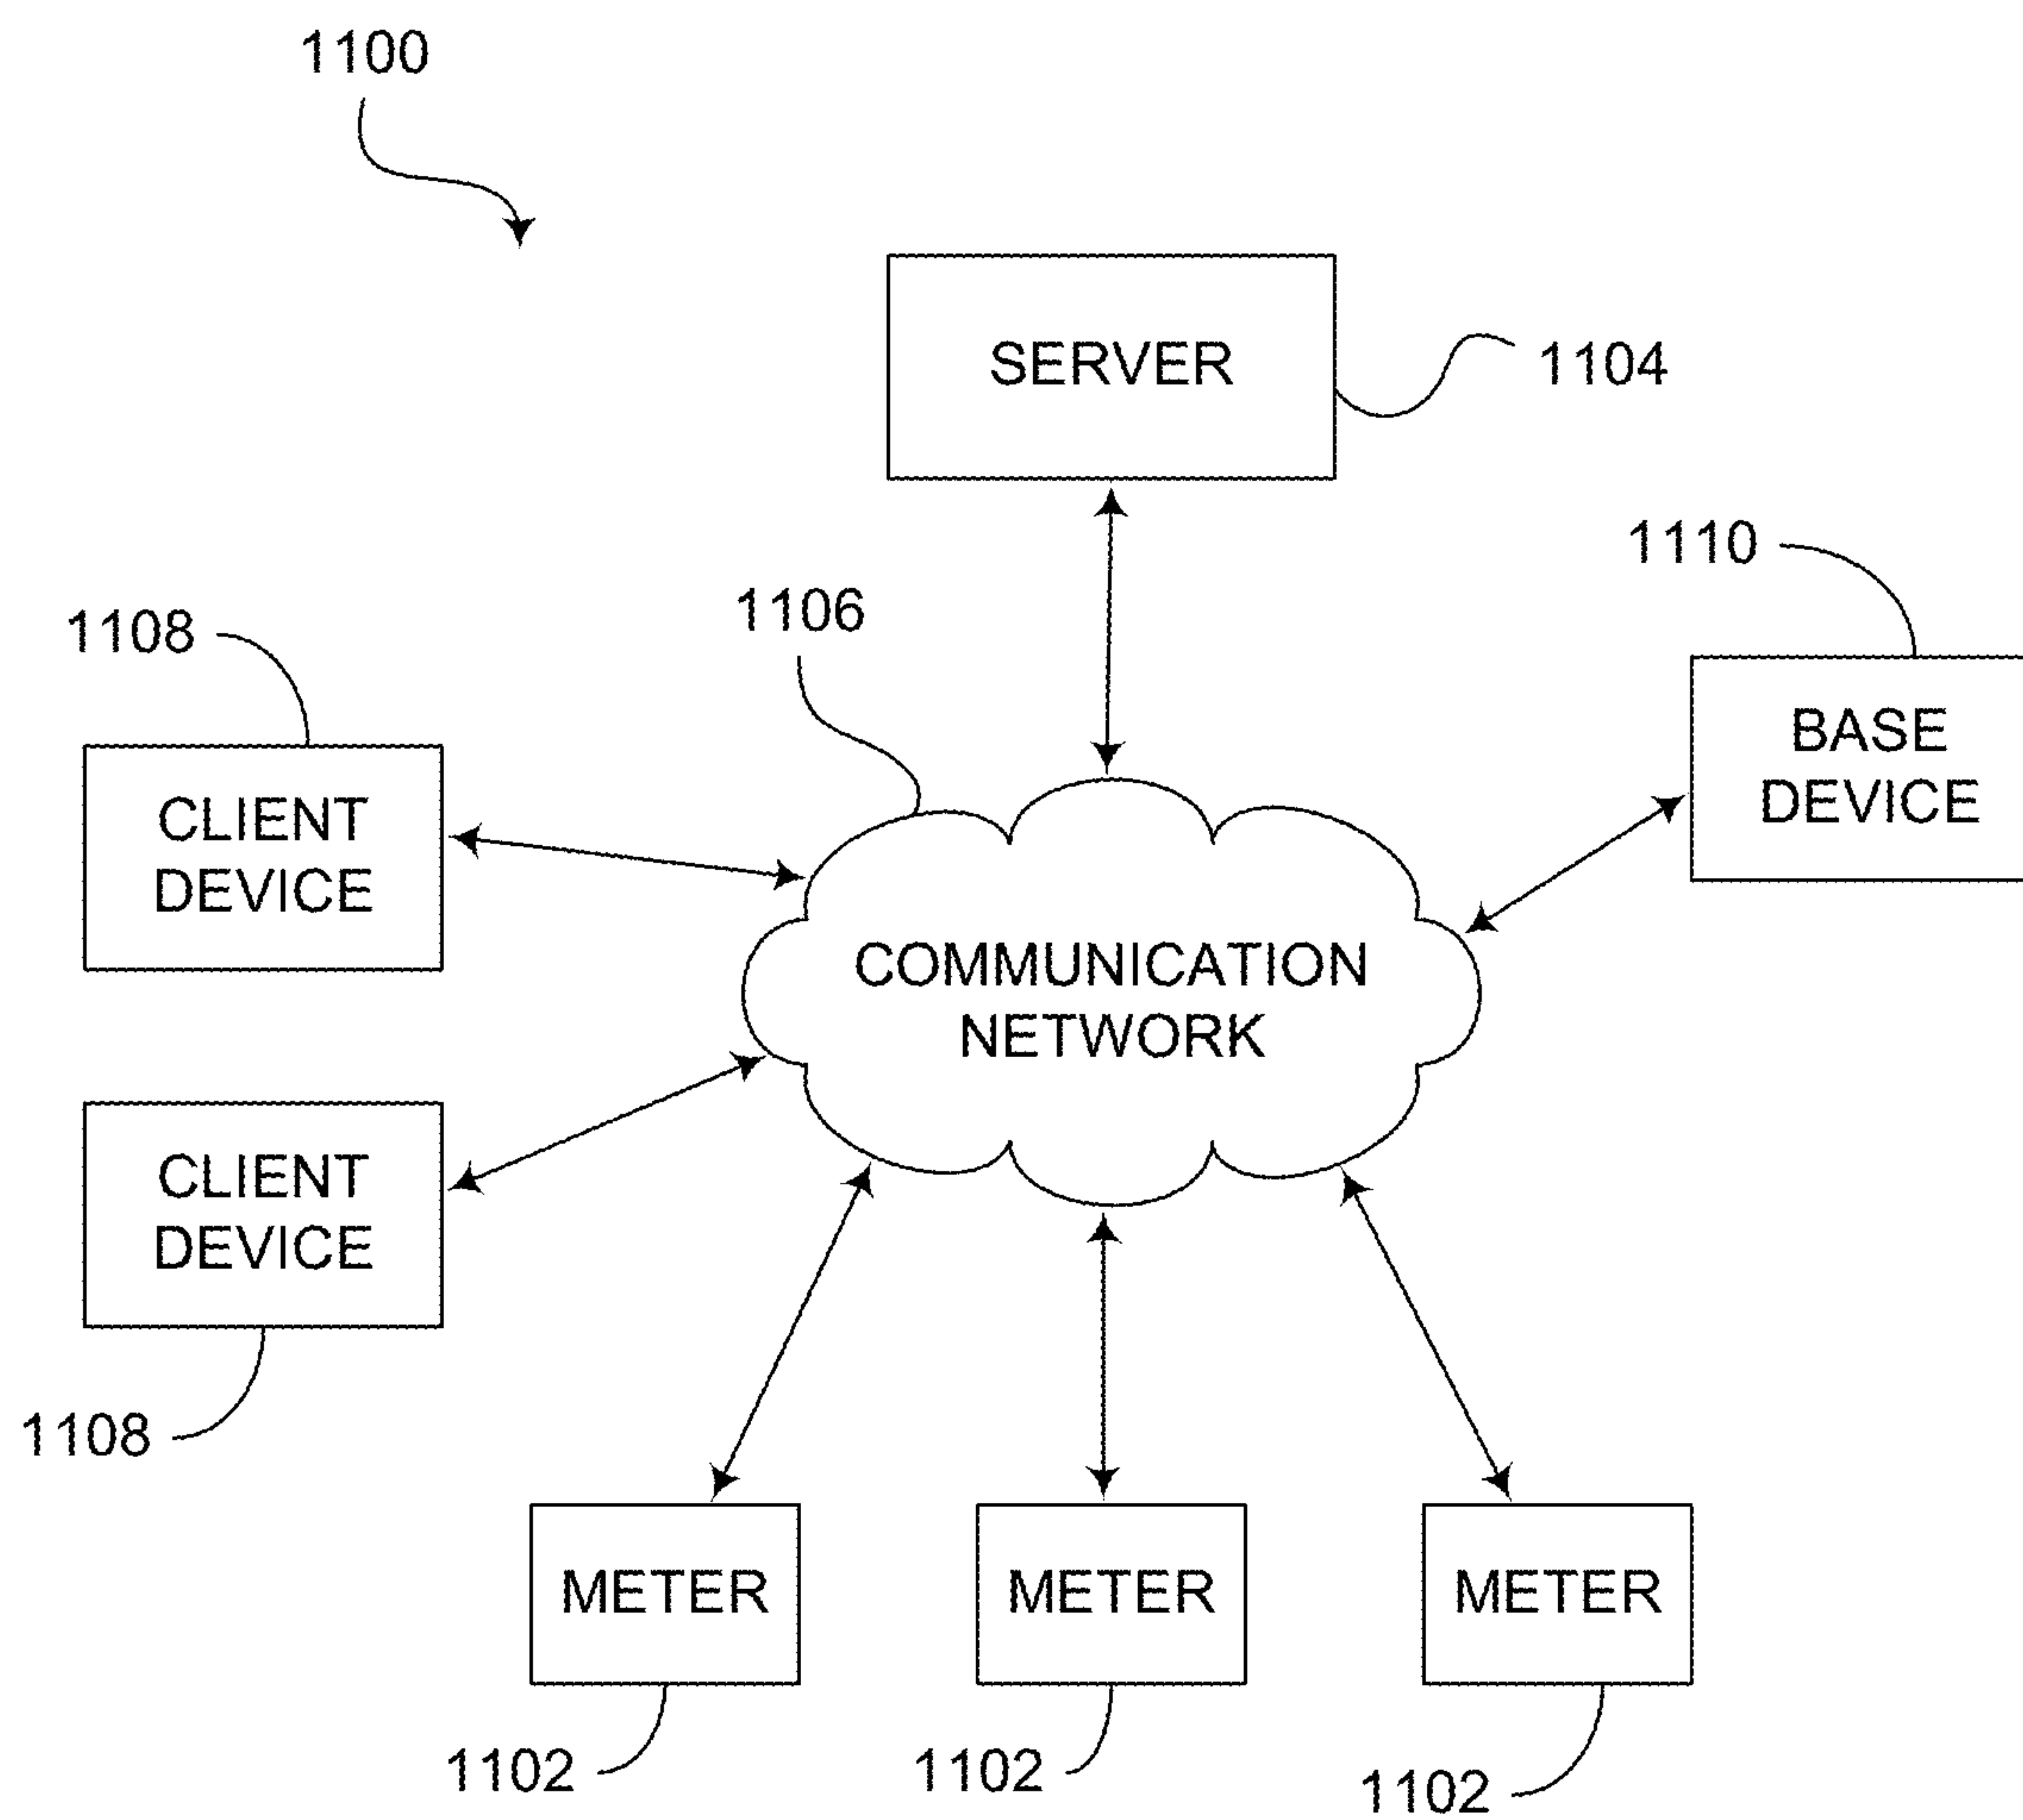 1100
SERVER
1104
1110
1106
1108
BASE
DEVICE
CLIENT
DEVICE
COMMUNICATION
NETWORK
CLIENT
DEVICE
1108
METER
METER
METER
1102
1102
1102